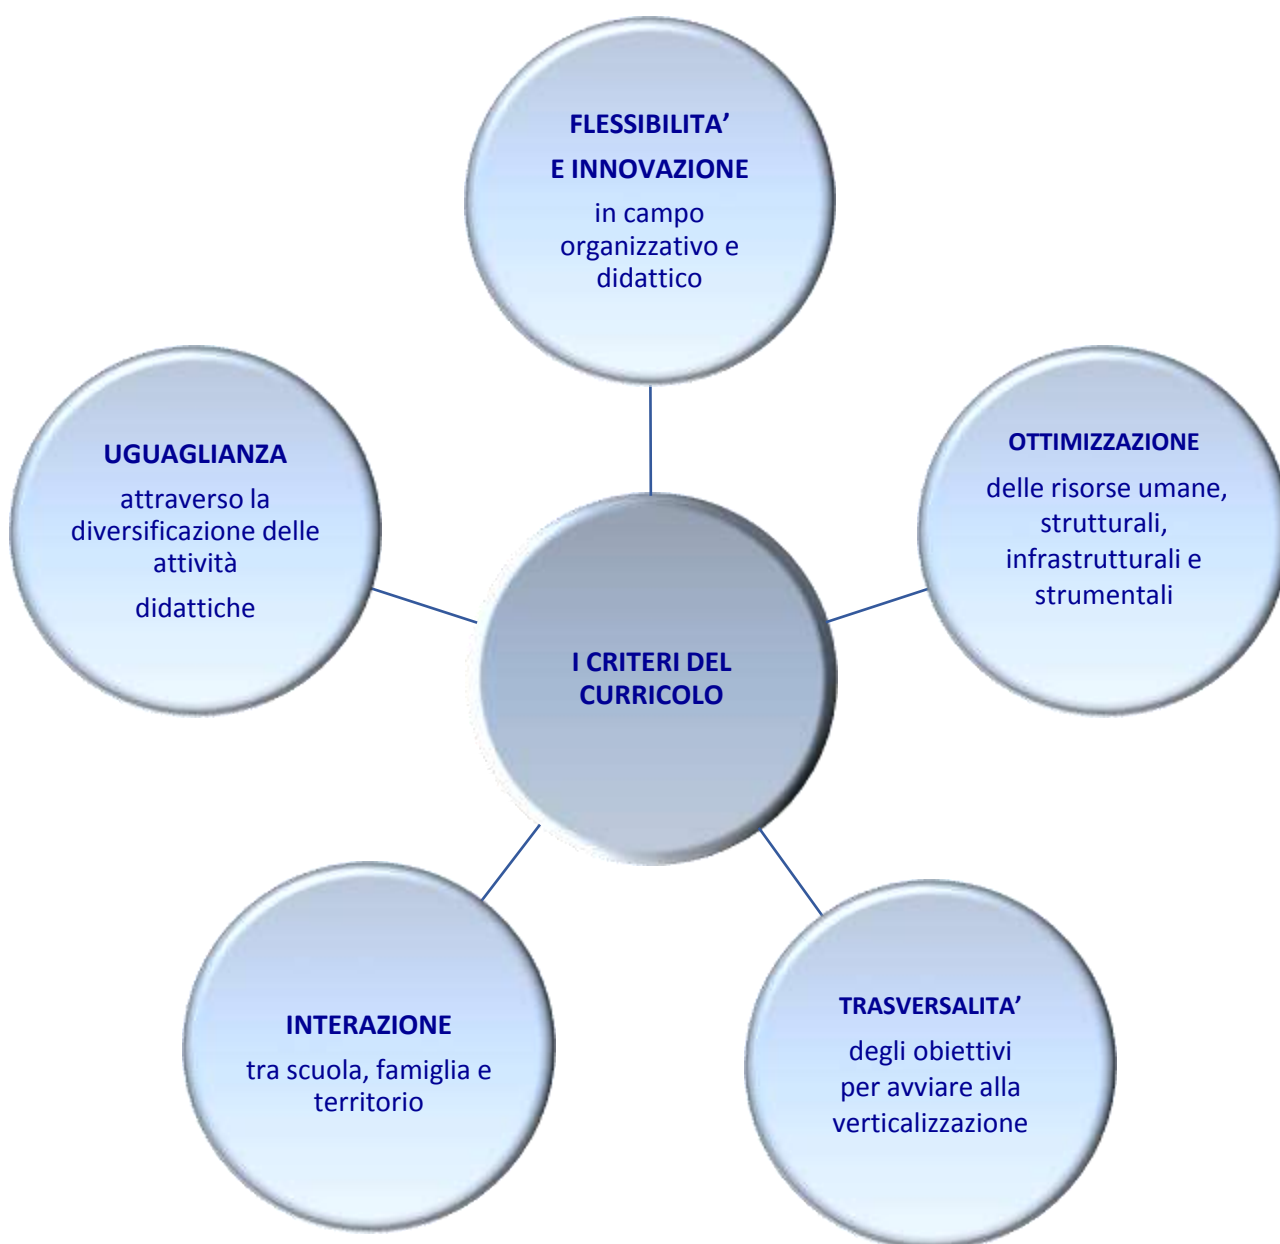 FLESSIBILITA’
E INNOVAZIONE
in campo
organizzativo e
didattico
UGUAGLIANZA
attraverso la
diversificazione delle
attività
didattiche
OTTIMIZZAZIONE
delle risorse umane,
strutturali,
infrastrutturali e
strumentali
I CRITERI DEL
CURRICOLO
INTERAZIONE
tra scuola, famiglia e
territorio
TRASVERSALITA’
degli obiettivi
per avviare alla
verticalizzazione